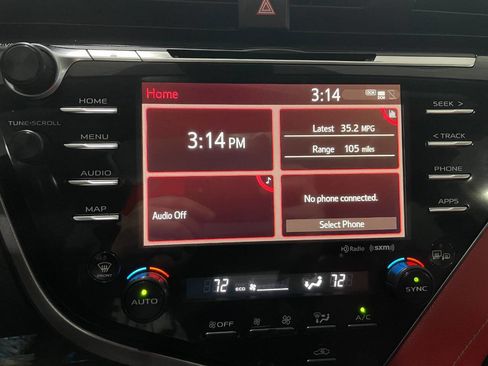 Home 3:14 DCM
HOME
TUNE•SCROLL
MENU
AUDIO
MAP
SEEK >
< TRACK
PHONE
APPS
3:14 PM
Latest 35.2 MPG
Range 105 miles
Audio Off
No phone connected.
Select Phone
HD Radio (sxm)
FRONT
AUTO
72 ECO
72
SYNC
OFF
A/C